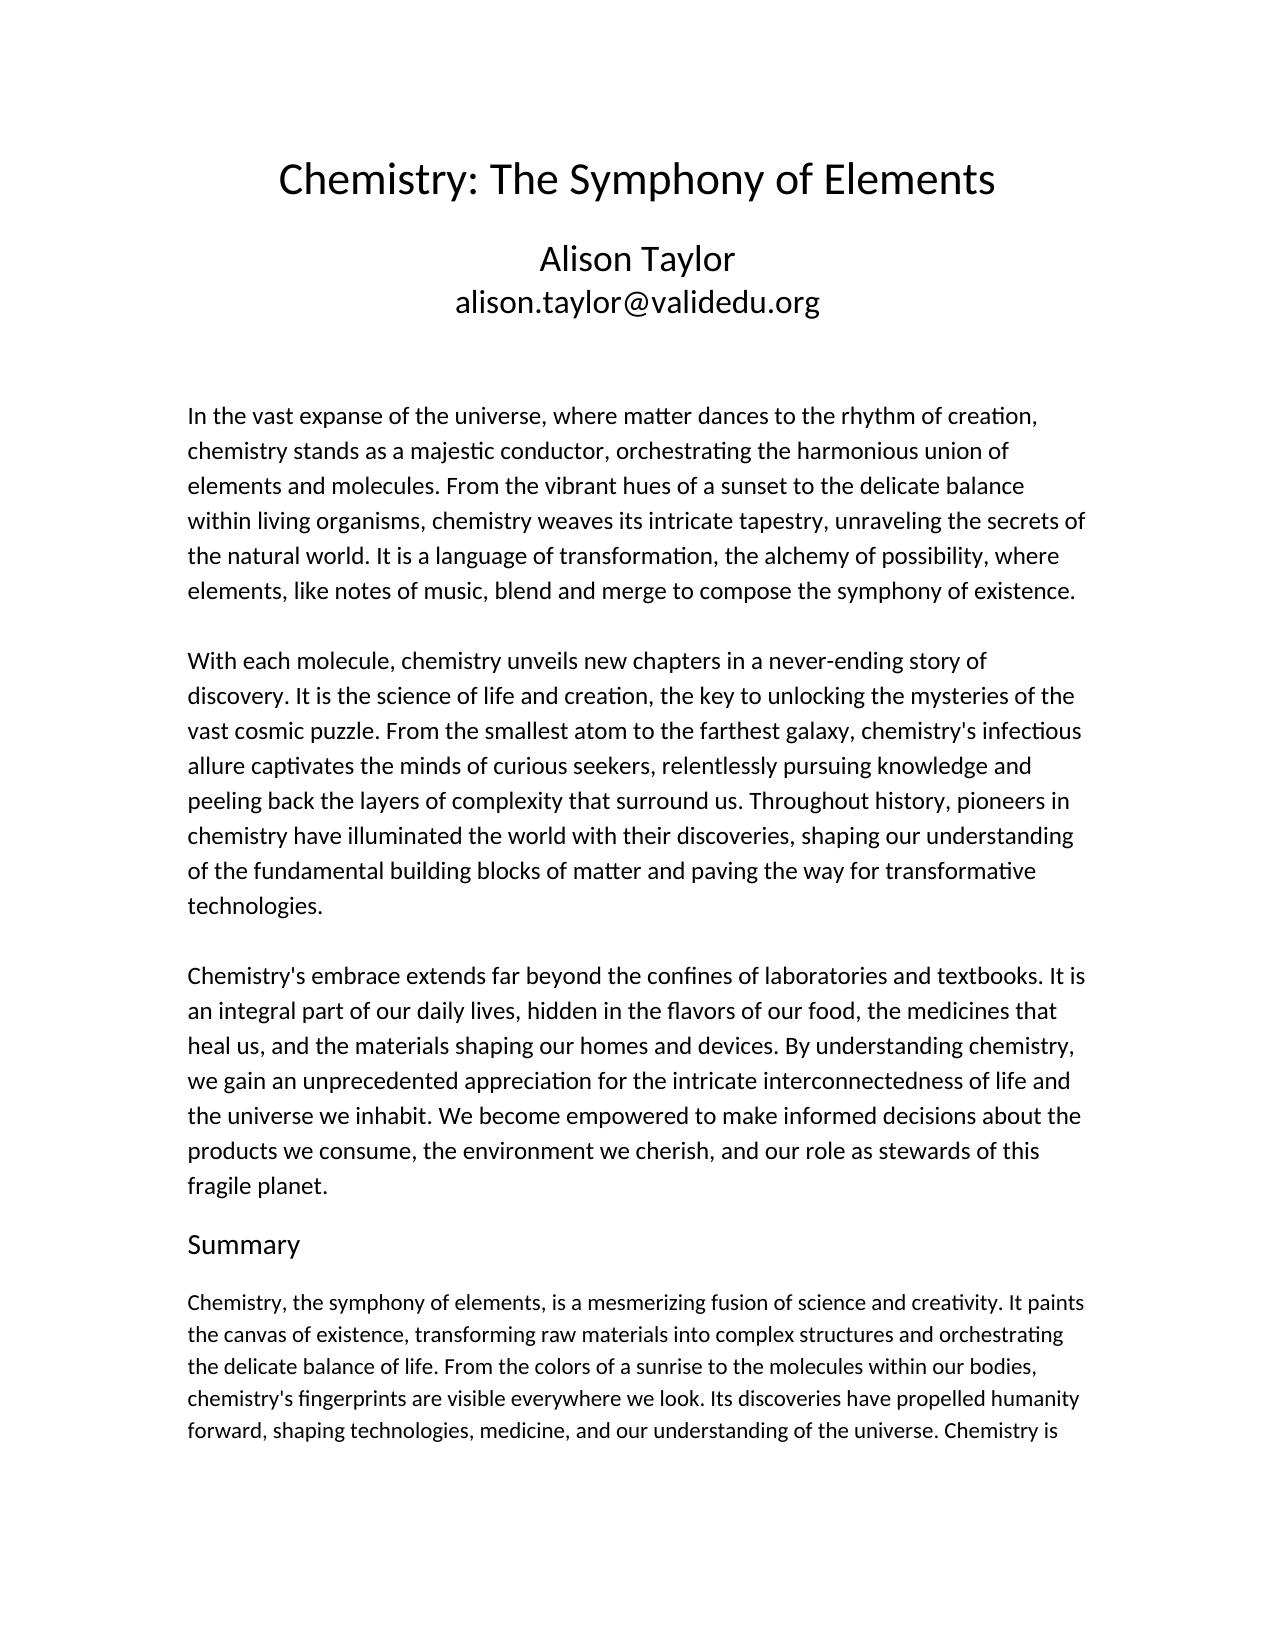 Chemistry: The Symphony of Elements
Alison Taylor
alison.taylor@validedu.org
In the vast expanse of the universe, where matter dances to the rhythm of creation,
chemistry stands as a majestic conductor, orchestrating the harmonious union of
elements and molecules. From the vibrant hues of a sunset to the delicate balance
within living organisms, chemistry weaves its intricate tapestry, unraveling the secrets of
the natural world. It is a language of transformation, the alchemy of possibility, where
elements, like notes of music, blend and merge to compose the symphony of existence.
With each molecule, chemistry unveils new chapters in a never-ending story of
discovery. It is the science of life and creation, the key to unlocking the mysteries of the
vast cosmic puzzle. From the smallest atom to the farthest galaxy, chemistry's infectious
allure captivates the minds of curious seekers, relentlessly pursuing knowledge and
peeling back the layers of complexity that surround us. Throughout history, pioneers in
chemistry have illuminated the world with their discoveries, shaping our understanding
of the fundamental building blocks of matter and paving the way for transformative
technologies.
Chemistry's embrace extends far beyond the confines of laboratories and textbooks. It is
an integral part of our daily lives, hidden in the flavors of our food, the medicines that
heal us, and the materials shaping our homes and devices. By understanding chemistry,
we gain an unprecedented appreciation for the intricate interconnectedness of life and
the universe we inhabit. We become empowered to make informed decisions about the
products we consume, the environment we cherish, and our role as stewards of this
fragile planet.
Summary
Chemistry, the symphony of elements, is a mesmerizing fusion of science and creativity. It paints
the canvas of existence, transforming raw materials into complex structures and orchestrating
the delicate balance of life. From the colors of a sunrise to the molecules within our bodies,
chemistry's fingerprints are visible everywhere we look. Its discoveries have propelled humanity
forward, shaping technologies, medicine, and our understanding of the universe. Chemistry is